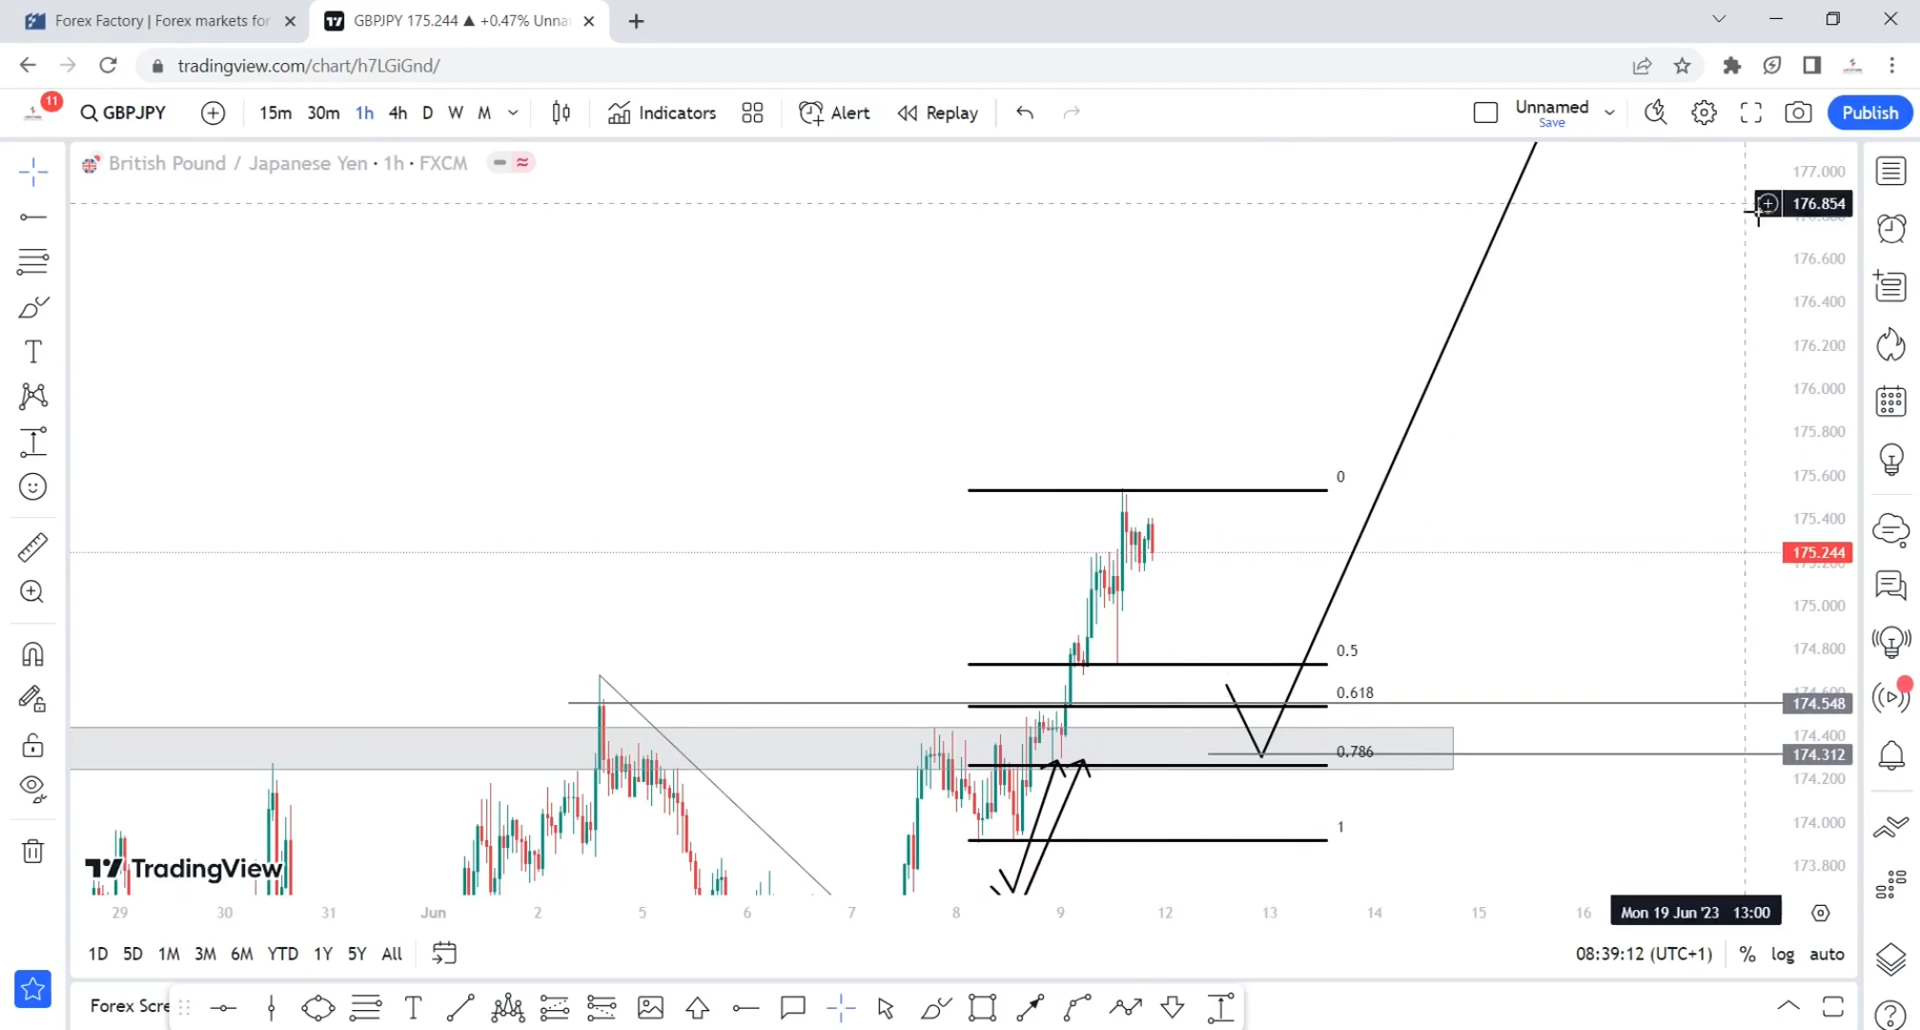 Forex Factory | Forex markets for
GBPJPY 175.244 ▲ +0.47% Unna
tradingview.com/chart/h7LGiGnd/
11
GBPJPY
15m 30m 1h 4h D W M
Indicators
Alert
Replay
Unnamed
Save
Publish
British Pound / Japanese Yen · 1h · FXCM
177.000
176.854
176.600
176.400
176.200
176.000
175.800
175.600
175.400
175.244
175.000
174.800
174.548
174.400
174.312
174.200
174.000
173.800
0
0.5
0.618
0.786
1
TradingView
29 30 31 Jun 2 5 6 7 8 9 12 13 14 15 16
Mon 19 Jun '23 13:00
1D 5D 1M 3M 6M YTD 1Y 5Y All
08:39:12 (UTC+1)
% log auto
Forex Scre